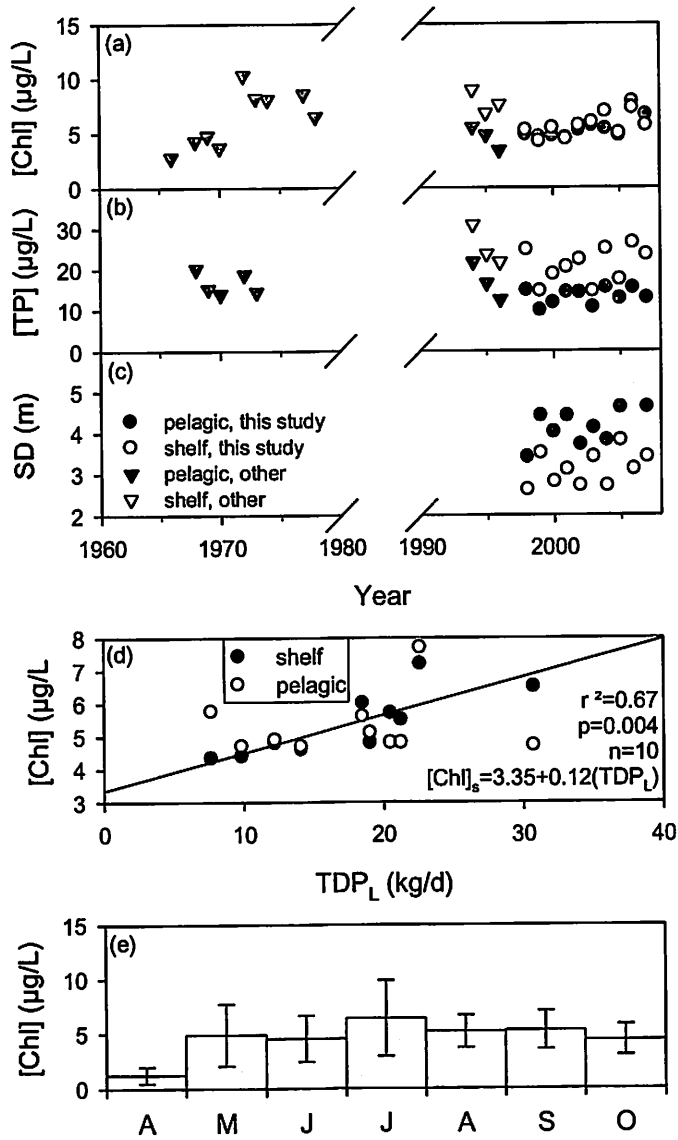 15
(a)
10
5
0
[Chl] (µg/L)
(b)
30
20
10
0
[TP] (µg/L)
(c)
5
4
3
2
SD (m)
pelagic, this study
shelf, this study
pelagic, other
shelf, other
1960 1970 1980 1990 2000
Year
8
(d)
7
6
5
4
3
[Chl] (µg/L
shelf
pelagic
r ²=0.67
p=0.004
n=10
[Chl]s=3.35+0.12(TDPL)
0 10 20 30 40
TDPL (kg/d)
15
(e)
10
5
0
[Chl] (µg/L)
A M J J A S O